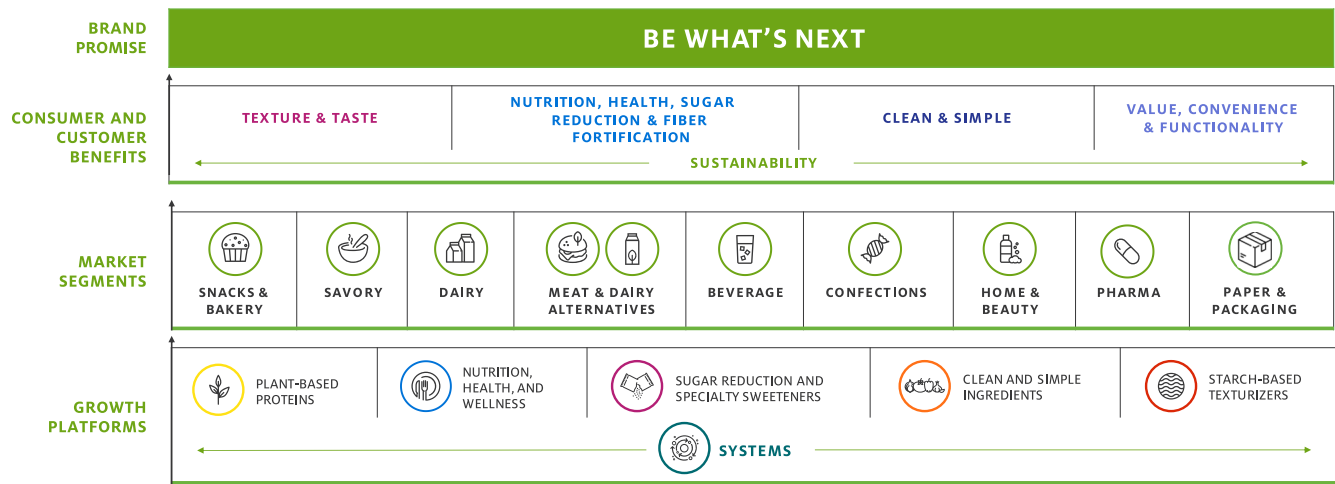 BRAND
PROMISE
BE WHAT'S NEXT
CONSUMER AND
CUSTOMER
BENEFITS
TEXTURE & TASTE
NUTRITION, HEALTH, SUGAR
REDUCTION & FIBER
FORTIFICATION
CLEAN & SIMPLE
VALUE, CONVENIENCE
& FUNCTIONALITY
SUSTAINABILITY
MARKET
SEGMENTS
SNACKS &
BAKERY
SAVORY
DAIRY
MEAT & DAIRY
ALTERNATIVES
BEVERAGE
CONFECTIONS
HOME &
BEAUTY
PHARMA
PAPER &
PACKAGING
GROWTH
PLATFORMS
PLANT-BASED
PROTEINS
NUTRITION,
HEALTH, AND
WELLNESS
SUGAR REDUCTION AND
SPECIALTY SWEETENERS
CLEAN AND SIMPLE
INGREDIENTS
STARCH-BASED
TEXTURIZERS
SYSTEMS